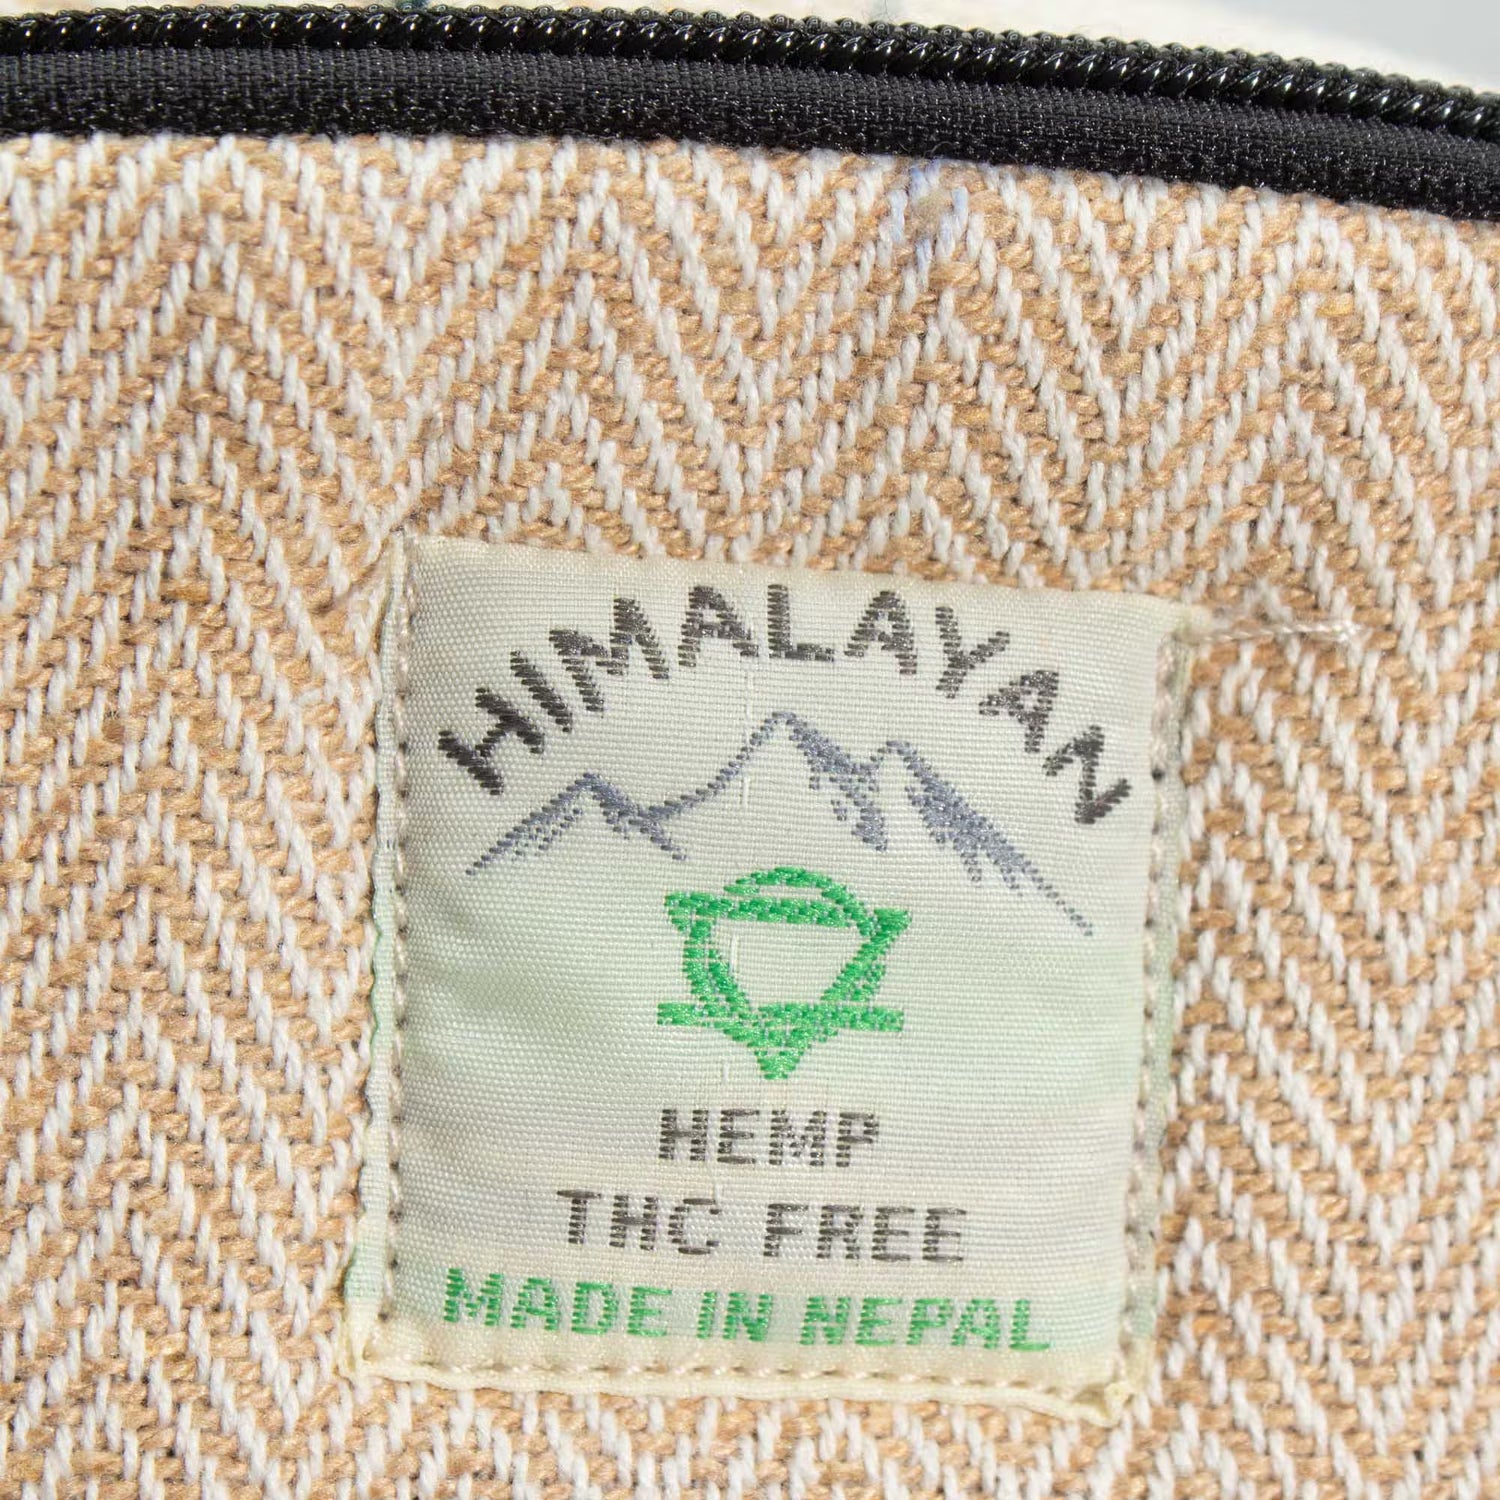 HIMALAYAN
HEMP
THC FREE
MADE IN NEPAL